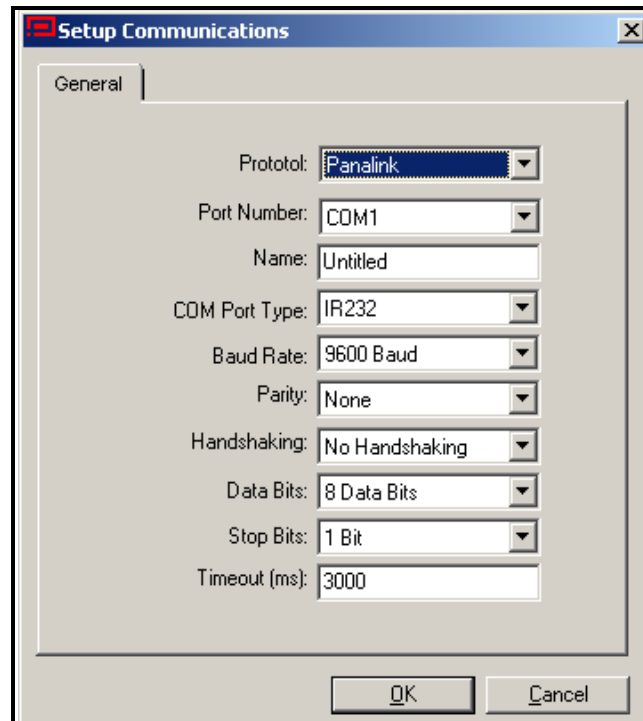 Setup Communications
General
Prototol: Panalink
Port Number: COM1
Name: Untitled
COM Port Type: IR232
Baud Rate: 9600 Baud
Parity: None
Handshaking: No Handshaking
Data Bits: 8 Data Bits
Stop Bits: 1 Bit
Timeout (ms): 3000
OK Cancel